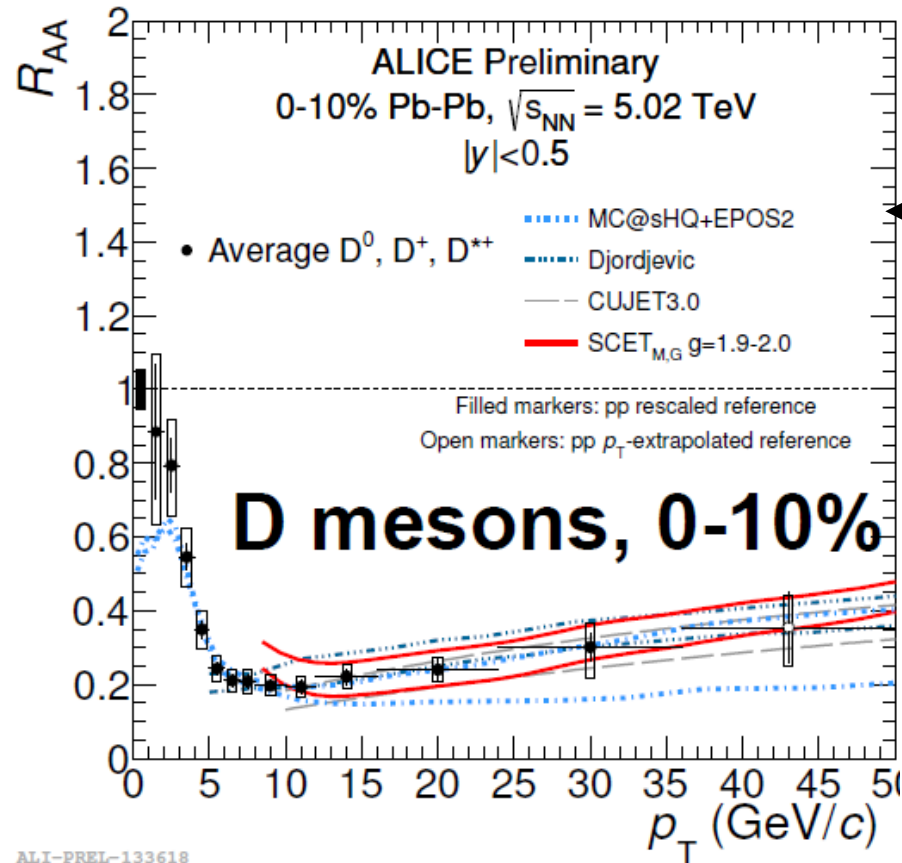 R_AA
2
1.8
1.6
1.4
1.2
1
0.8
0.6
0.4
0.2
0
ALICE Preliminary
0-10% Pb-Pb, √s_NN = 5.02 TeV
|y|<0.5
MC@sHQ+EPOS2
Average D⁰, D⁺, D*⁺
Djordjevic
CUJET3.0
SCET_M,G g=1.9-2.0
Filled markers: pp rescaled reference
Open markers: pp p_T-extrapolated reference
D mesons, 0-10%
0 5 10 15 20 25 30 35 40 45 50
p_T (GeV/c)
ALI-PREL-133618